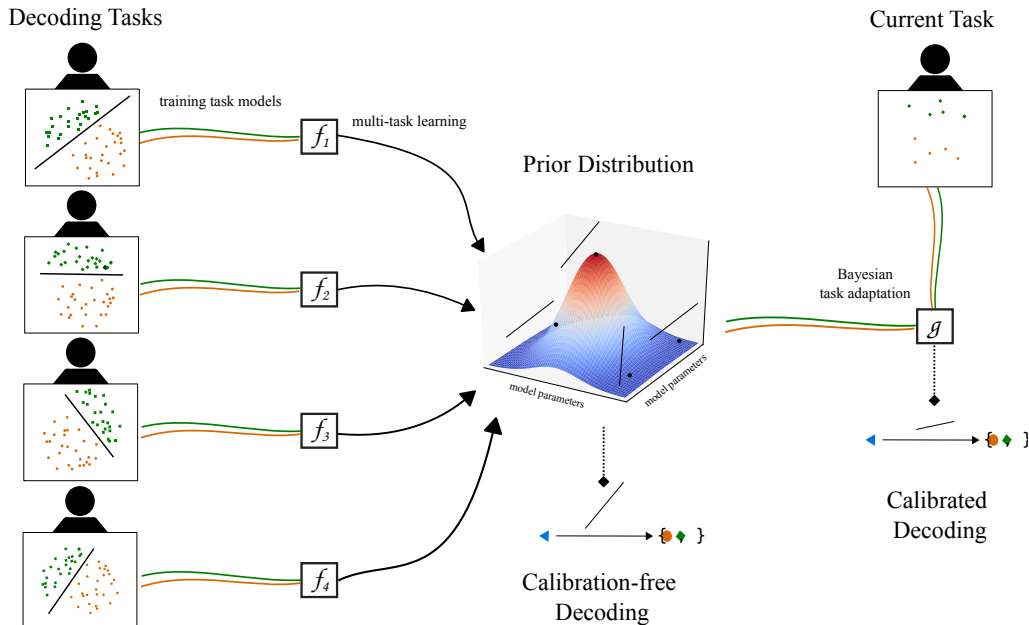 Decoding Tasks
Current Task
training task models
f1
multi-task learning
Prior Distribution
f2
Bayesian
task adaptation
g
model parameters
model parameters
f3
{ }
Calibrated
Decoding
{ , }
Calibration-free
Decoding
f4